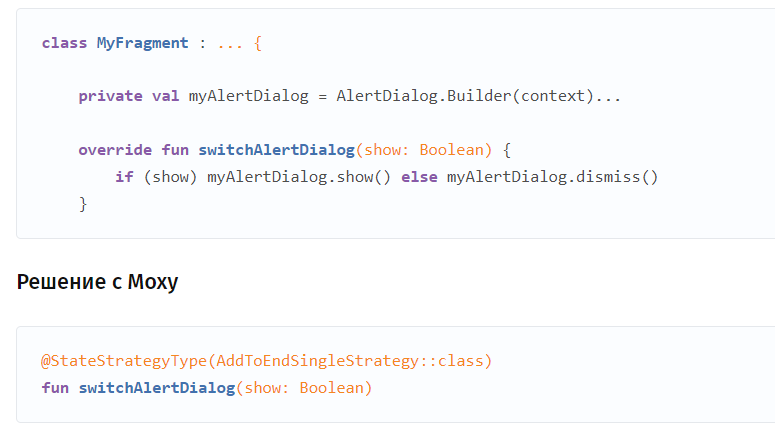 class MyFragment : ... {
private val myAlertDialog = AlertDialog.Builder(context)...
override fun switchAlertDialog(show: Boolean) {
if (show) myAlertDialog.show() else myAlertDialog.dismiss()
}
Решение с Moxy
@StateStrategyType(AddToEndSingleStrategy::class)
fun switchAlertDialog(show: Boolean)